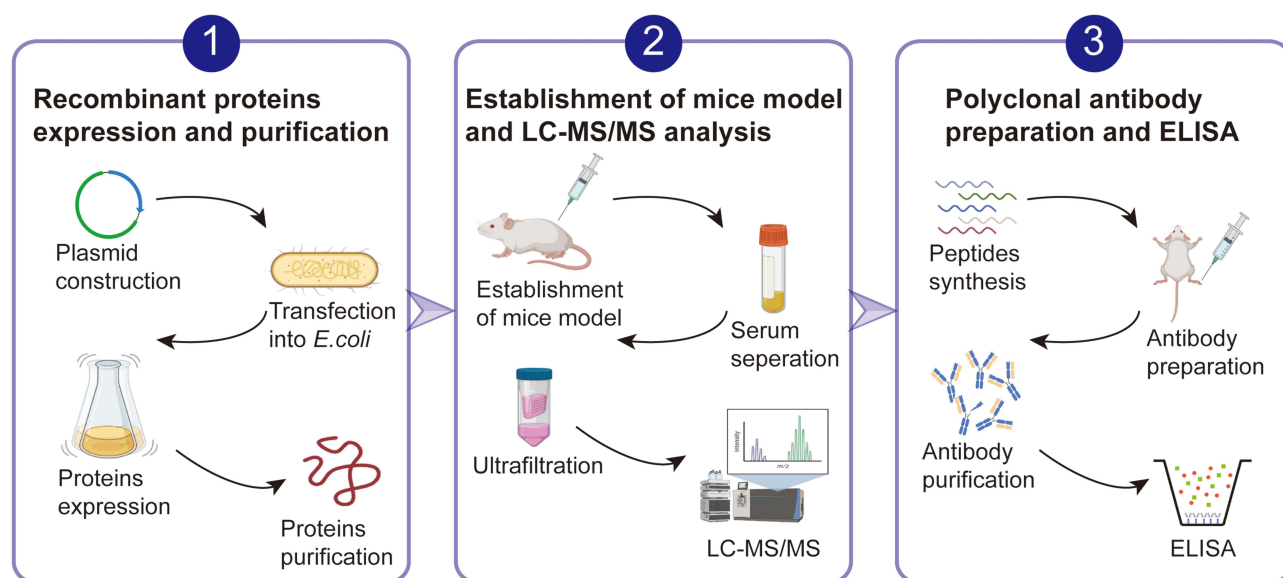 1
Recombinant proteins
expression and purification
Plasmid
construction
Transfection
into E.coli
Proteins
expression
Proteins
purification
2
Establishment of mice model
and LC-MS/MS analysis
Establishment
of mice model
Serum
seperation
Ultrafiltration
intensity
m/z
LC-MS/MS
3
Polyclonal antibody
preparation and ELISA
Peptides
synthesis
Antibody
preparation
Antibody
purification
ELISA